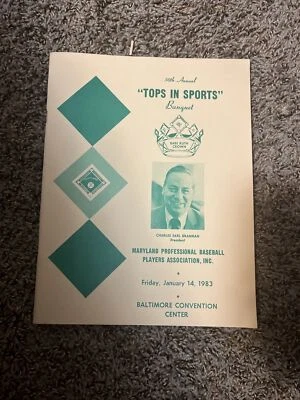 Annual
"TOPS IN SPORTS"
Banquet
BABE RUTH
CROWN
CHARLES EARL BRANNAN
President
MARYLAND PROFESSIONAL BASEBALL
PLAYERS ASSOCIATION, INC.
Friday, January 14, 1983
BALTIMORE CONVENTION
CENTER